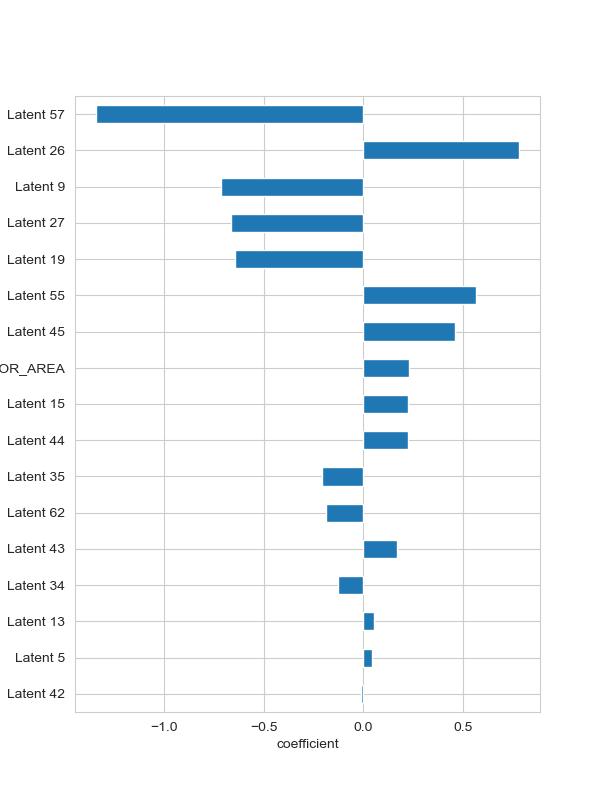 Latent 57
Latent 26
Latent 9
Latent 27
Latent 19
Latent 55
Latent 45
OR_AREA
Latent 15
Latent 44
Latent 35
Latent 62
Latent 43
Latent 34
Latent 13
Latent 5
Latent 42
−1.0 −0.5 0.0 0.5
coefficient